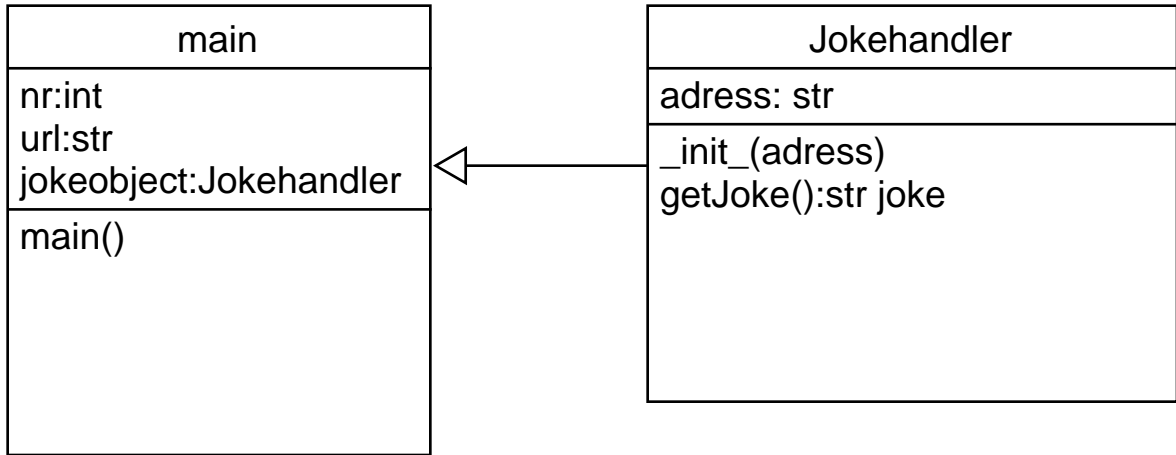 main
nr:int
url:str
jokeobject:Jokehandler
main()
Jokehandler
adress: str
_init_(adress)
getJoke():str joke